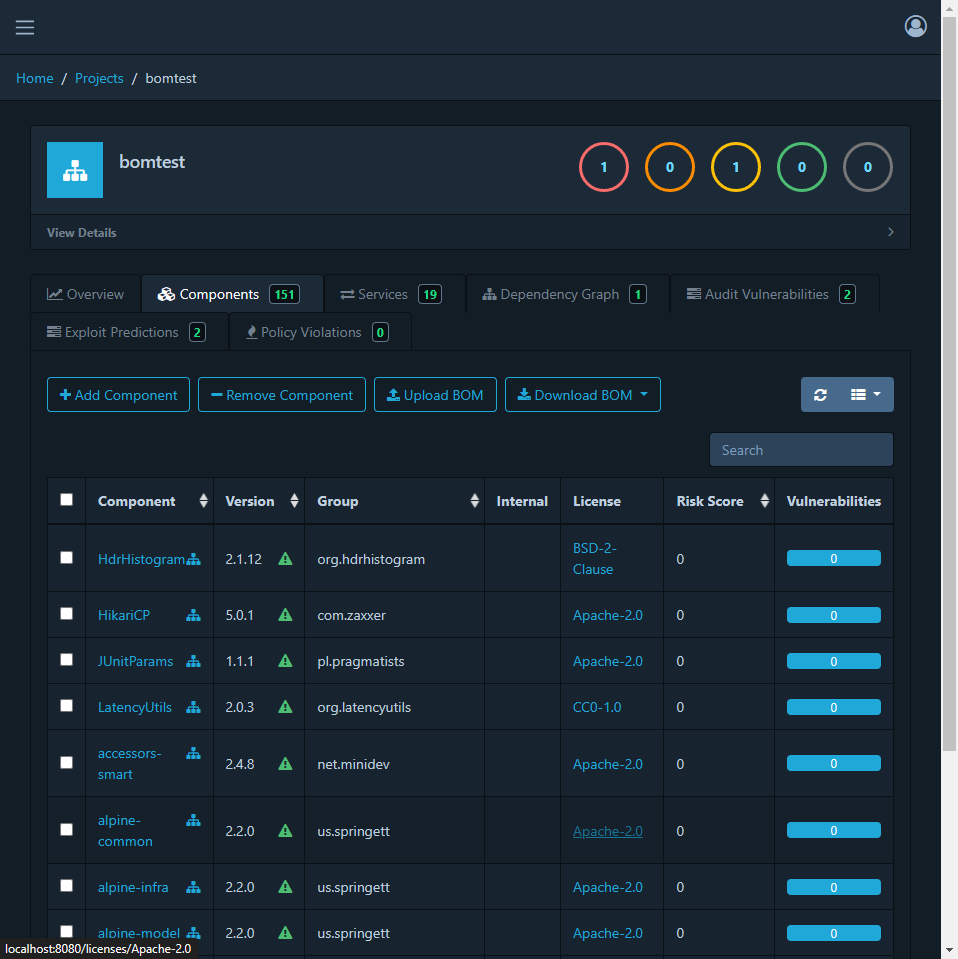 Home / Projects / bomtest
bomtest
1 0 1 0 0
View Details
Overview Components 151 Services 19 Dependency Graph 1 Audit Vulnerabilities 2
Exploit Predictions 2 Policy Violations 0
Add Component Remove Component Upload BOM Download BOM
Search
Component Version Group Internal License Risk Score Vulnerabilities
HdrHistogram 2.1.12 org.hdrhistogram BSD-2-
Clause 0 0
HikariCP 5.0.1 com.zaxxer Apache-2.0 0 0
JUnitParams 1.1.1 pl.pragmatists Apache-2.0 0 0
LatencyUtils 2.0.3 org.latencyutils CC0-1.0 0 0
accessors-
smart 2.4.8 net.minidev Apache-2.0 0 0
alpine-
common 2.2.0 us.springett Apache-2.0 0 0
alpine-infra 2.2.0 us.springett Apache-2.0 0 0
alpine-model 2.2.0 us.springett Apache-2.0 0 0
localhost:8080/licenses/Apache-2.0